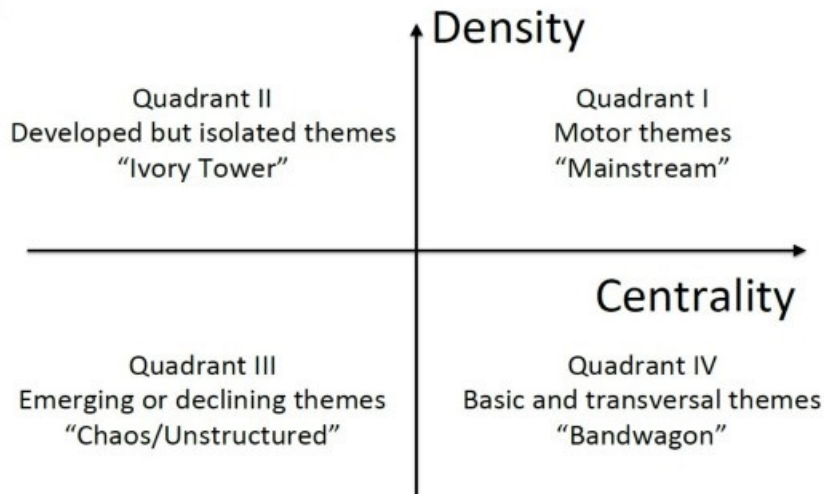 Density
Quadrant II
Developed but isolated themes
“Ivory Tower”
Quadrant I
Motor themes
“Mainstream”
Centrality
Quadrant III
Emerging or declining themes
“Chaos/Unstructured”
Quadrant IV
Basic and transversal themes
“Bandwagon”